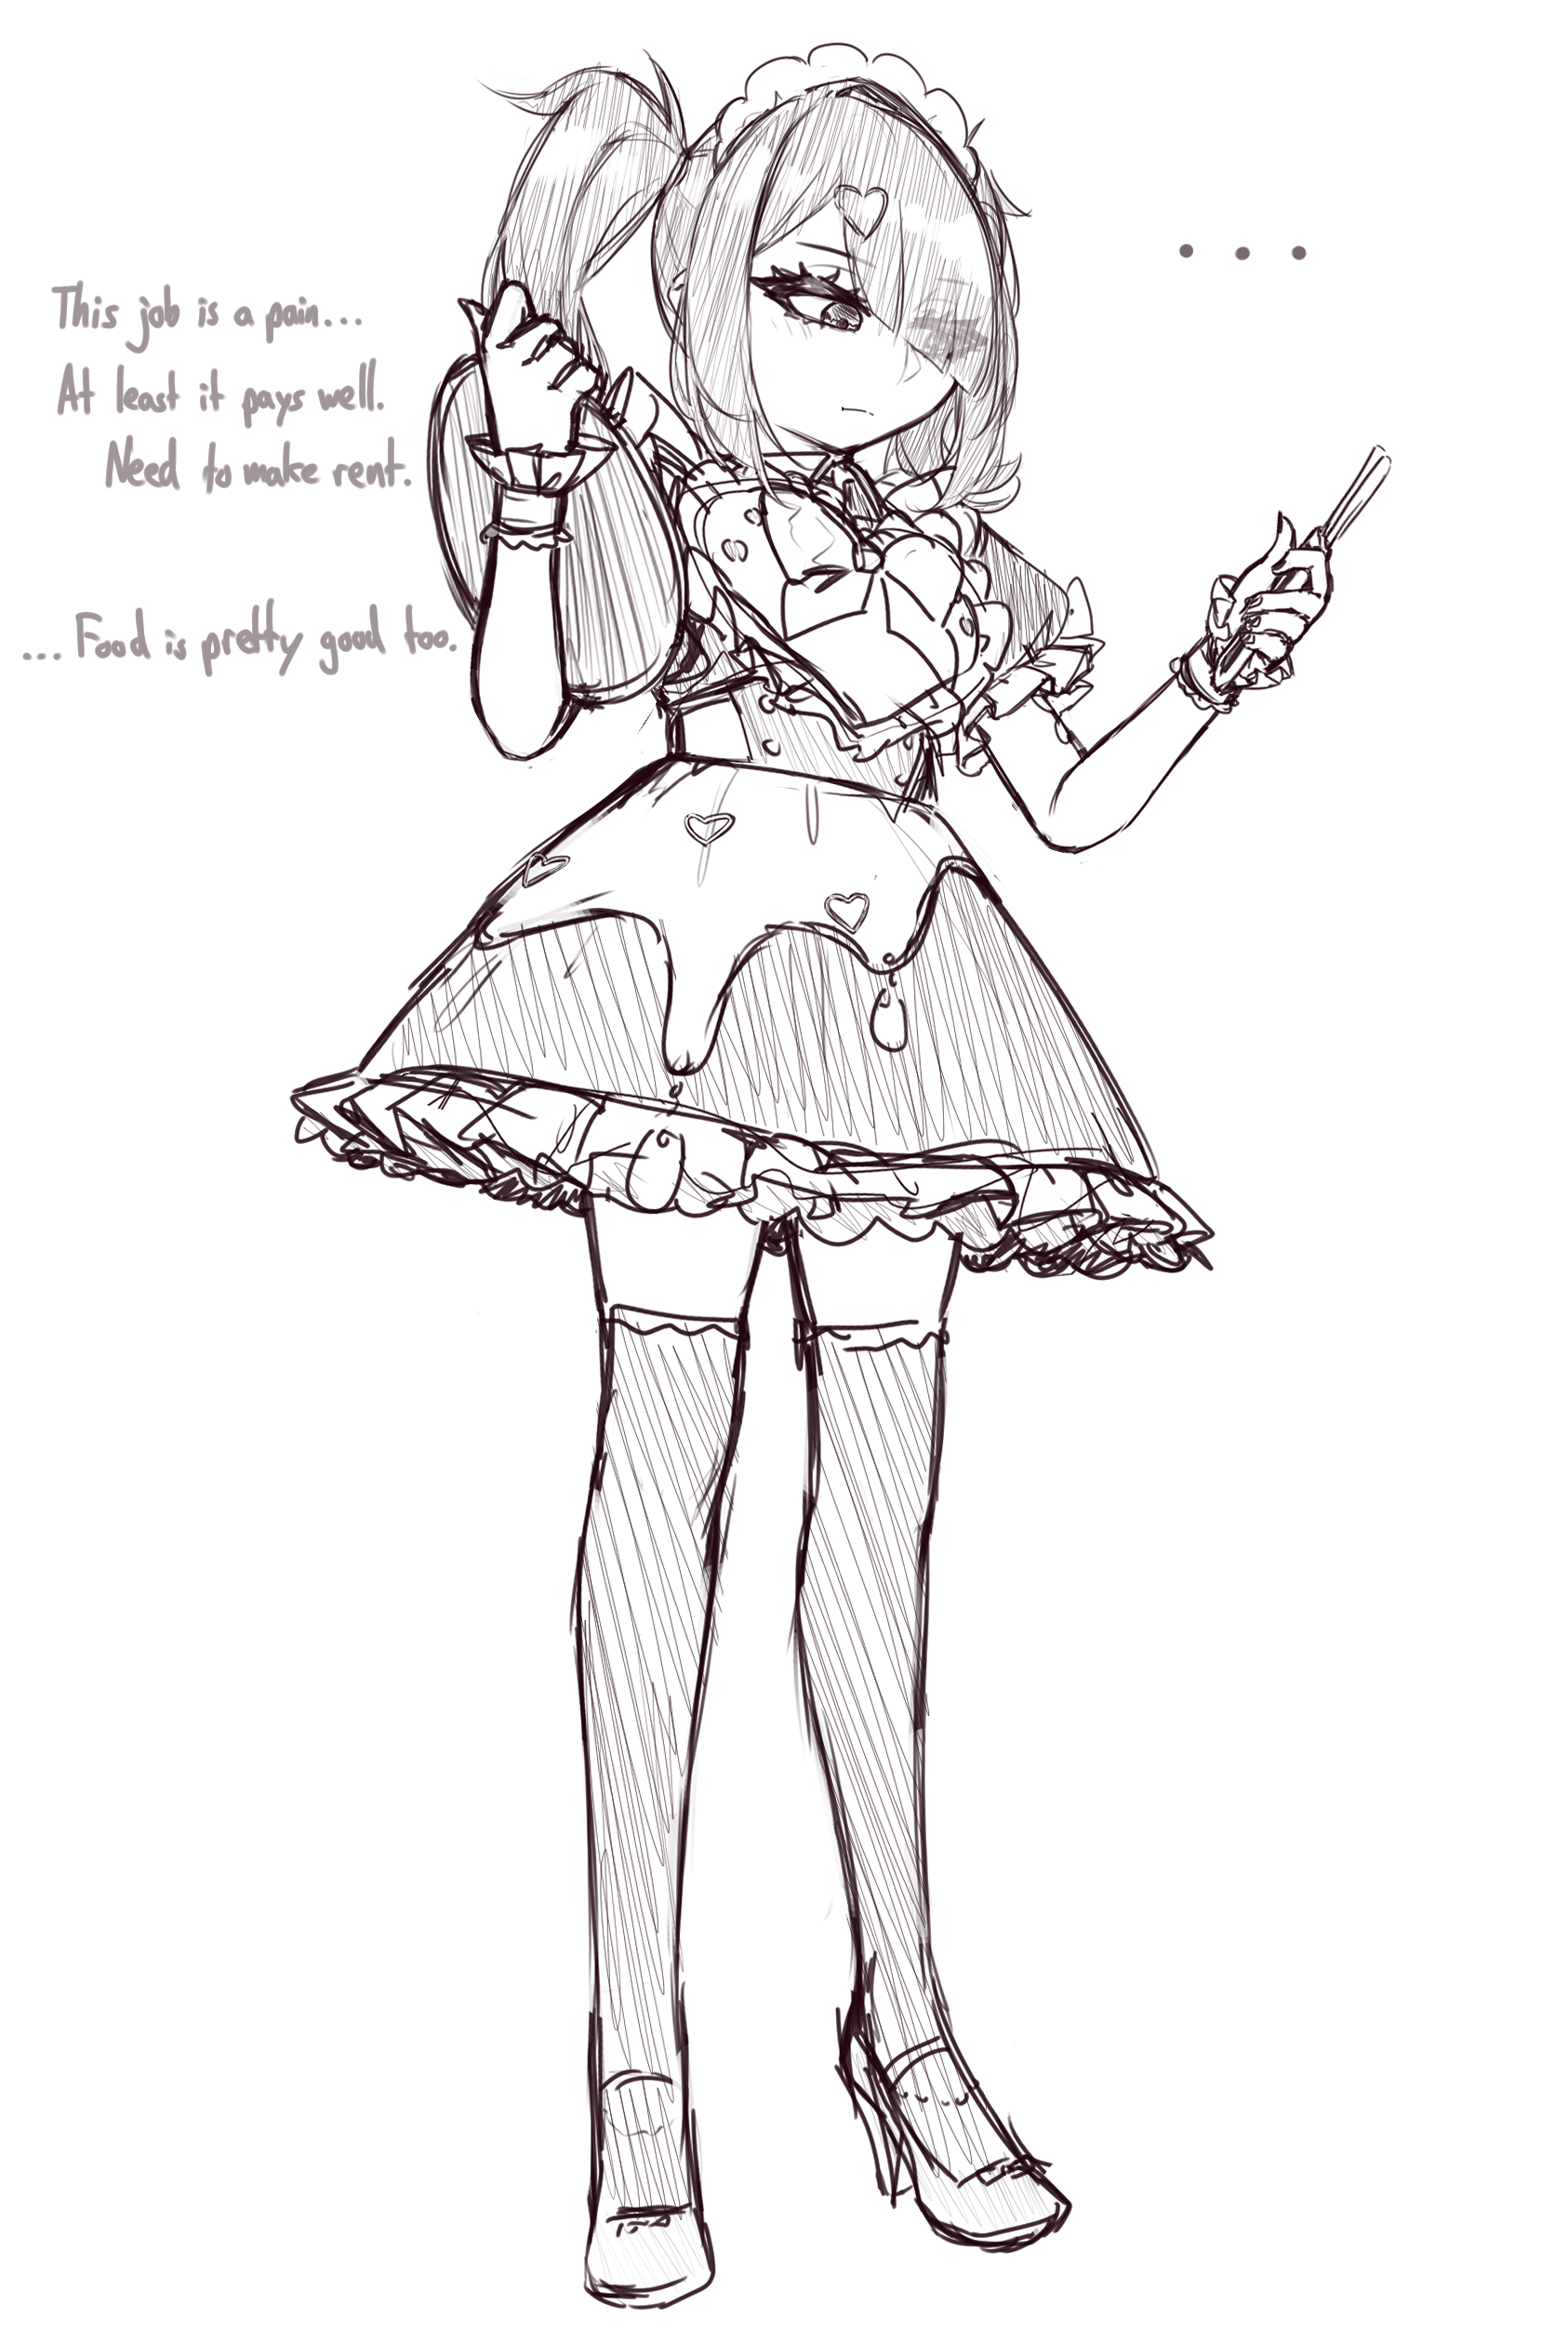 This job is a pain...
At least it pays well.
Need to make rent.
... Food is pretty good too.
...